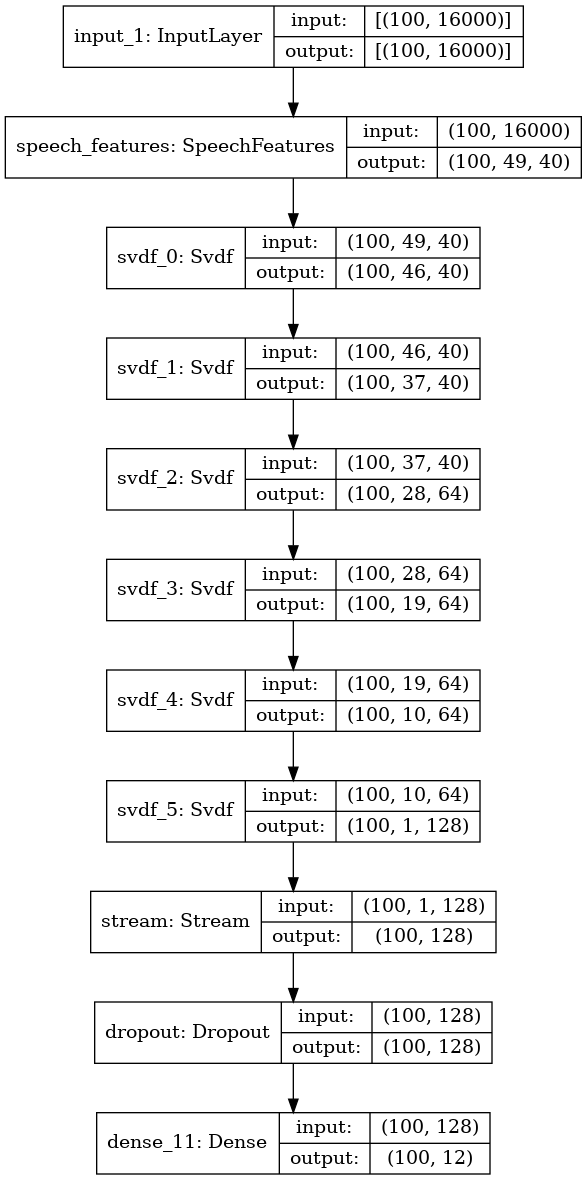 input_1: InputLayer
input:
[(100, 16000)]
output:
[(100, 16000)]
speech_features: SpeechFeatures
input:
(100, 16000)
output:
(100, 49, 40)
svdf_0: Svdf
input:
(100, 49, 40)
output:
(100, 46, 40)
svdf_1: Svdf
input:
(100, 46, 40)
output:
(100, 37, 40)
svdf_2: Svdf
input:
(100, 37, 40)
output:
(100, 28, 64)
svdf_3: Svdf
input:
(100, 28, 64)
output:
(100, 19, 64)
svdf_4: Svdf
input:
(100, 19, 64)
output:
(100, 10, 64)
svdf_5: Svdf
input:
(100, 10, 64)
output:
(100, 1, 128)
stream: Stream
input:
(100, 1, 128)
output:
(100, 128)
dropout: Dropout
input:
(100, 128)
output:
(100, 128)
dense_11: Dense
input:
(100, 128)
output:
(100, 12)